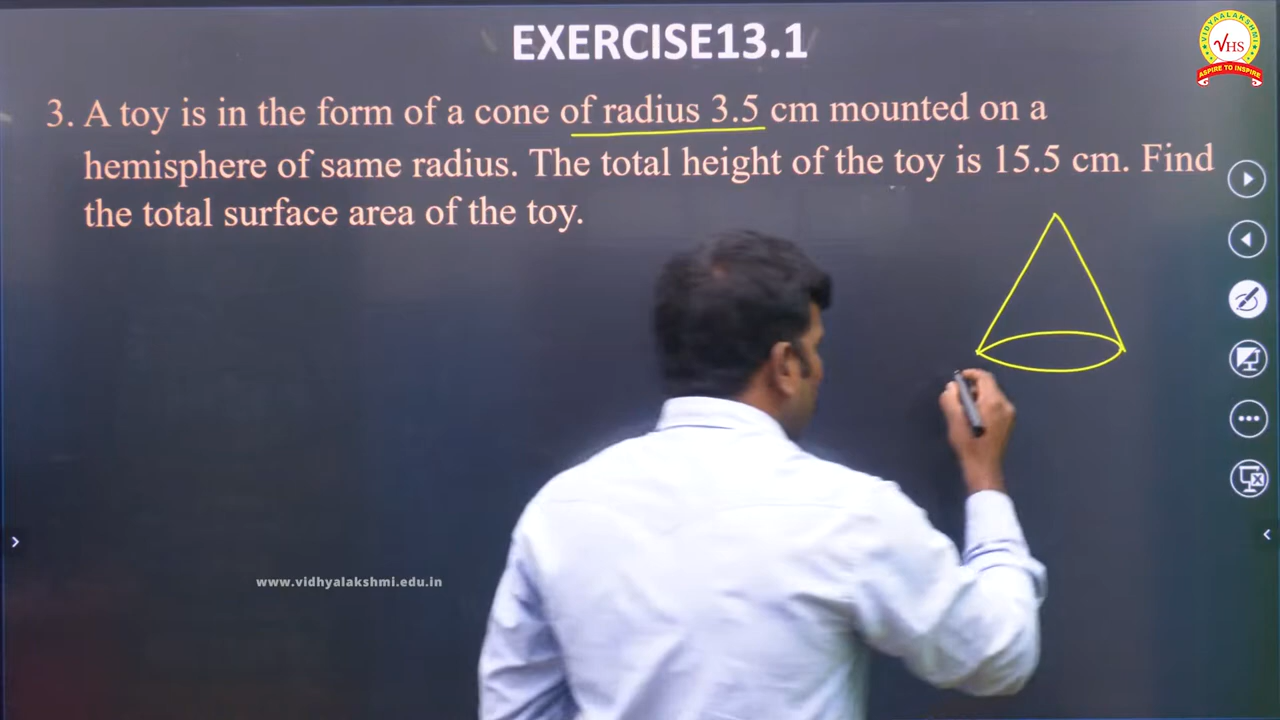 EXERCISE13.1
VIDYAALAKSHMI
VHS
ASPIRE TO INSPIRE
3. A toy is in the form of a cone of radius 3.5 cm mounted on a
hemisphere of same radius. The total height of the toy is 15.5 cm. Find
the total surface area of the toy.
www.vidhyalakshmi.edu.in